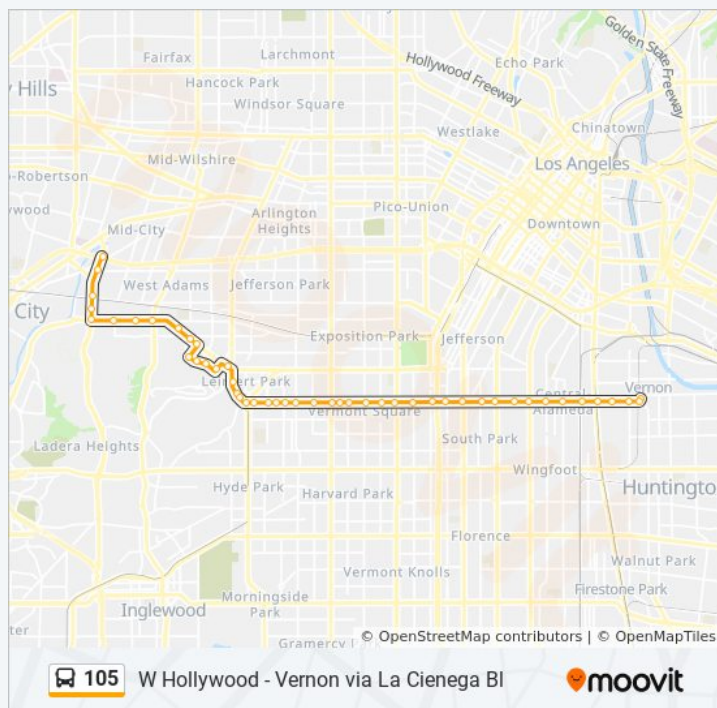 Fairfax
Larchmont
Golden State
Freeway
Echo Park
Hollywood Freeway
Hancock Park
y Hills
Windsor Square
Chinatown
Westlake
Mid-Wilshire
Los Angeles
o-Robertson
Pico-Union
ywood
Arlington
Heights
Downtown
Mid-City
West Adams
Jefferson Park
City
Exposition Park
Jefferson
Leimert Park
Vernon
Central
Alameda
Vermont Square
South Park
Ladera Heights
Wingfoot
Hyde Park
Harvard Park
Huntingto
Florence
Walnut Park
Vermont Knolls
Firestone Park
Morningside
Park
Inglewood
ter
Gramercy P
© OpenStreetMap contributors | © OpenMapTiles
105
W Hollywood - Vernon via La Cienega Bl
moovit